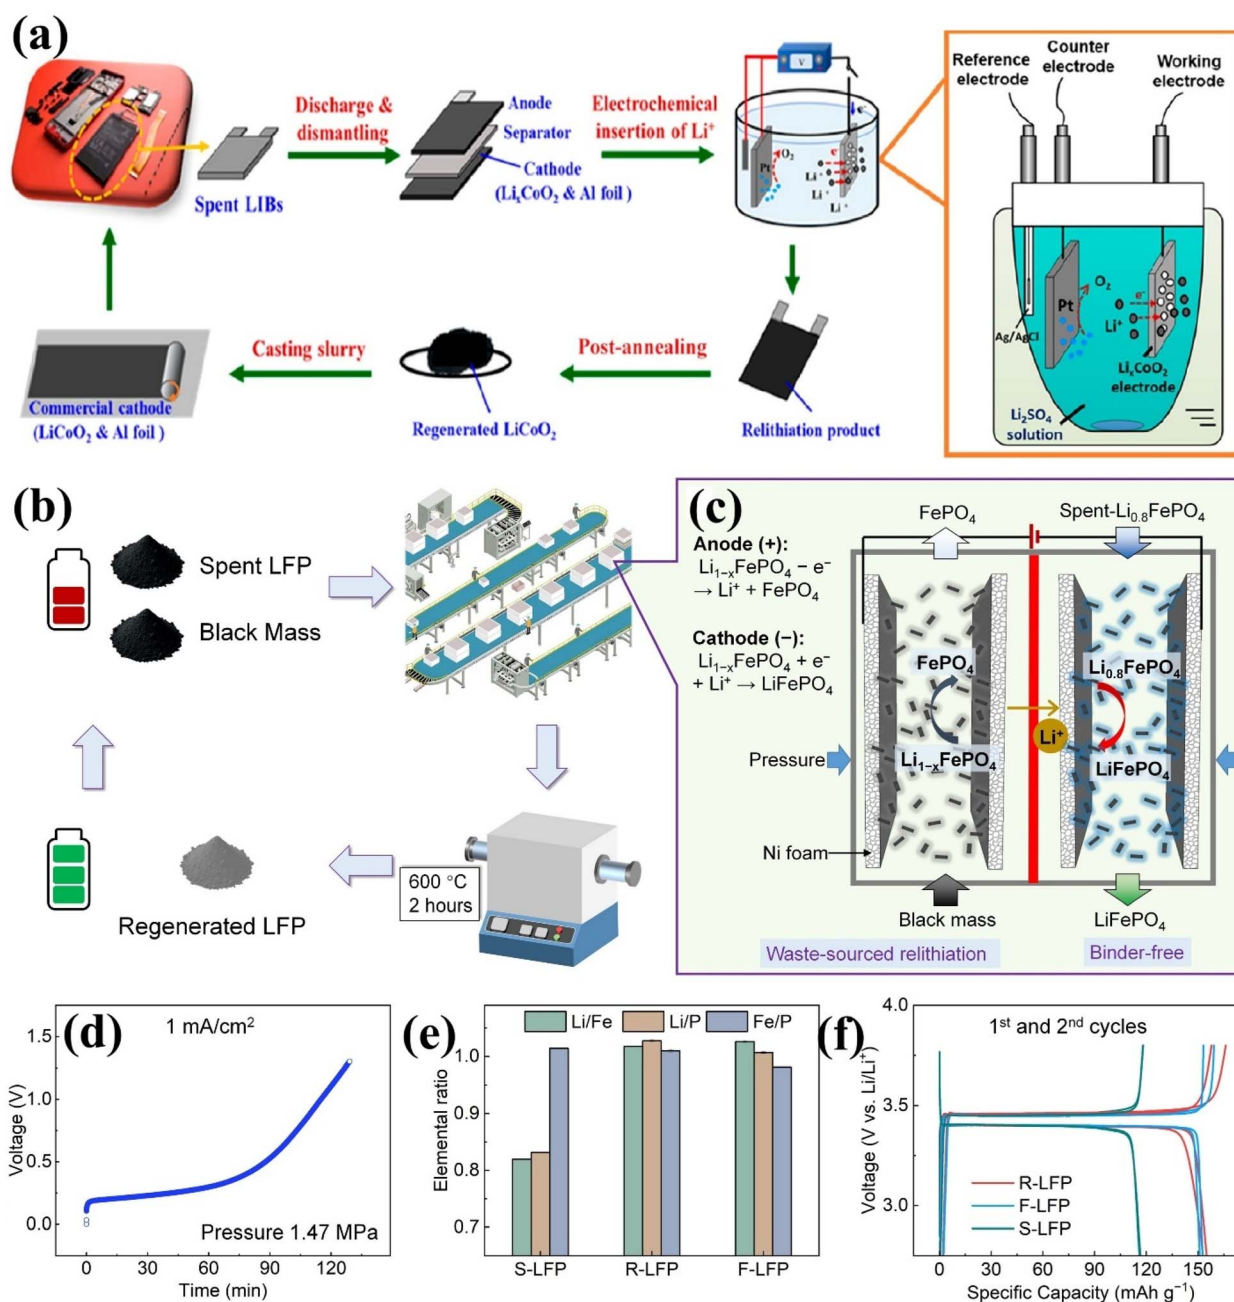 (a)
Spent LIBs
Discharge &
dismantling
Anode
Separator
Cathode
(LiₓCoO₂ & Al foil )
Electrochemical
insertion of Li⁺
V
e⁻
Pt
O₂
e⁻
Li⁺
Li⁺
Li⁺
Reference
electrode
Counter
electrode
Working
electrode
O₂
Pt
e⁻
Li⁺
Ag/AgCl
LiₓCoO₂
electrode
Li₂SO₄
solution
Commercial cathode
(LiCoO₂ & Al foil )
Casting slurry
Regenerated LiCoO₂
Post-annealing
Relithiation product
(b)
Spent LFP
Black Mass
600 °C
2 hours
Regenerated LFP
(c)
FePO₄
Spent-Li₀.₈FePO₄
Anode (+):
Li₁₋ₓFePO₄ – e⁻
→ Li⁺ + FePO₄
Cathode (–):
Li₁₋ₓFePO₄ + e⁻
+ Li⁺ → LiFePO₄
FePO₄
Li₁₋ₓFePO₄
Li⁺
Li₀.₈FePO₄
LiFePO₄
Pressure
Ni foam
Black mass
LiFePO₄
Waste-sourced relithiation
Binder-free
(d)
1 mA/cm²
Voltage (V)
1.5
1.0
0.5
0.0
Pressure 1.47 MPa
0
30
60
90
120
Time (min)
(e)
Li/Fe
Li/P
Fe/P
Elemental ratio
1.0
0.9
0.8
0.7
S-LFP
R-LFP
F-LFP
(f)
1st and 2nd cycles
Voltage (V vs. Li/Li⁺)
4.0
3.5
3.0
R-LFP
F-LFP
S-LFP
0
30
60
90
120
150
Specific Capacity (mAh g⁻¹)